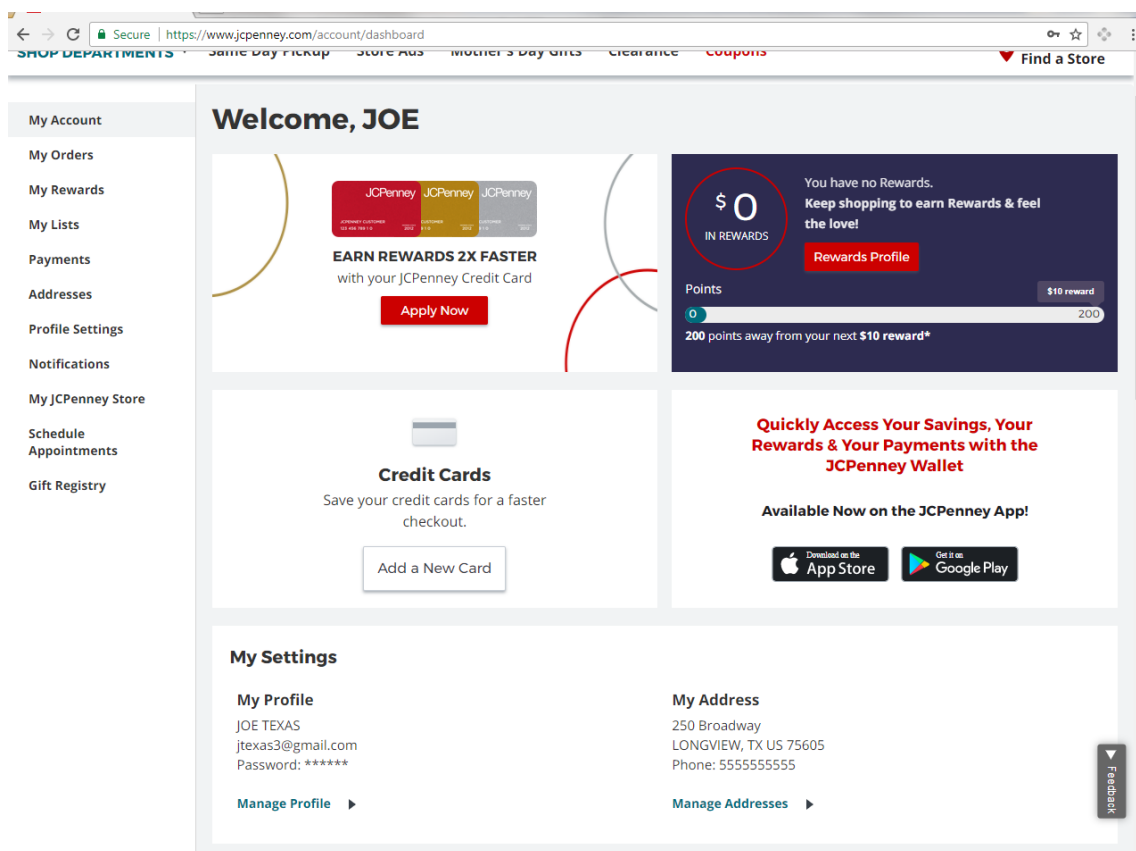 Secure | https://www.jcpenney.com/account/dashboard
SHOP DEPARTMENTS Same Day Pickup Store Ads Mother's Day Gifts Clearance Coupons
Find a Store
My Account
My Orders
My Rewards
My Lists
Payments
Addresses
Profile Settings
Notifications
My JCPenney Store
Schedule
Appointments
Gift Registry
Welcome, JOE
JCPenney JCPenney JCPenney
EARN REWARDS 2X FASTER
with your JCPenney Credit Card
Apply Now
$0
IN REWARDS
You have no Rewards.
Keep shopping to earn Rewards & feel
the love!
Rewards Profile
Points
$10 reward
0 200
200 points away from your next $10 reward*
Credit Cards
Save your credit cards for a faster
checkout.
Add a New Card
Quickly Access Your Savings, Your
Rewards & Your Payments with the
JCPenney Wallet
Available Now on the JCPenney App!
Download on the
App Store
Get it on
Google Play
My Settings
My Profile
JOE TEXAS
jtexas3@gmail.com
Password: ******
Manage Profile
My Address
250 Broadway
LONGVIEW, TX US 75605
Phone: 5555555555
Manage Addresses
Feedback